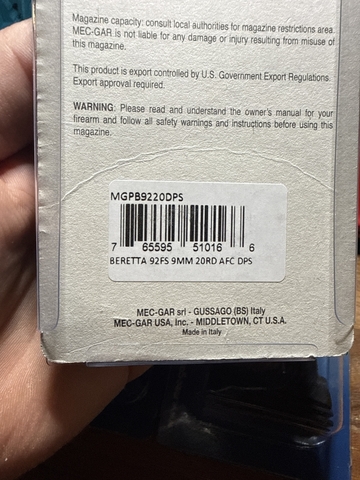 Magazine capacity: consult local authorities for magazine restrictions area.
MEC-GAR is not liable for any damage or injury resulting from misuse of
this magazine.
This product is export controlled by U.S. Government Export Regulations.
Export approval required.
WARNING: Please read and understand the owner's manual for your
firearm and follow all safety warnings and instructions before using this
magazine.
MGPB9220DPS
7 65595 51016 6
BERETTA 92FS 9MM 20RD AFC DPS
MEC-GAR srl - GUSSAGO (BS) Italy
MEC-GAR USA, Inc. - MIDDLETOWN, CT U.S.A.
Made in Italy